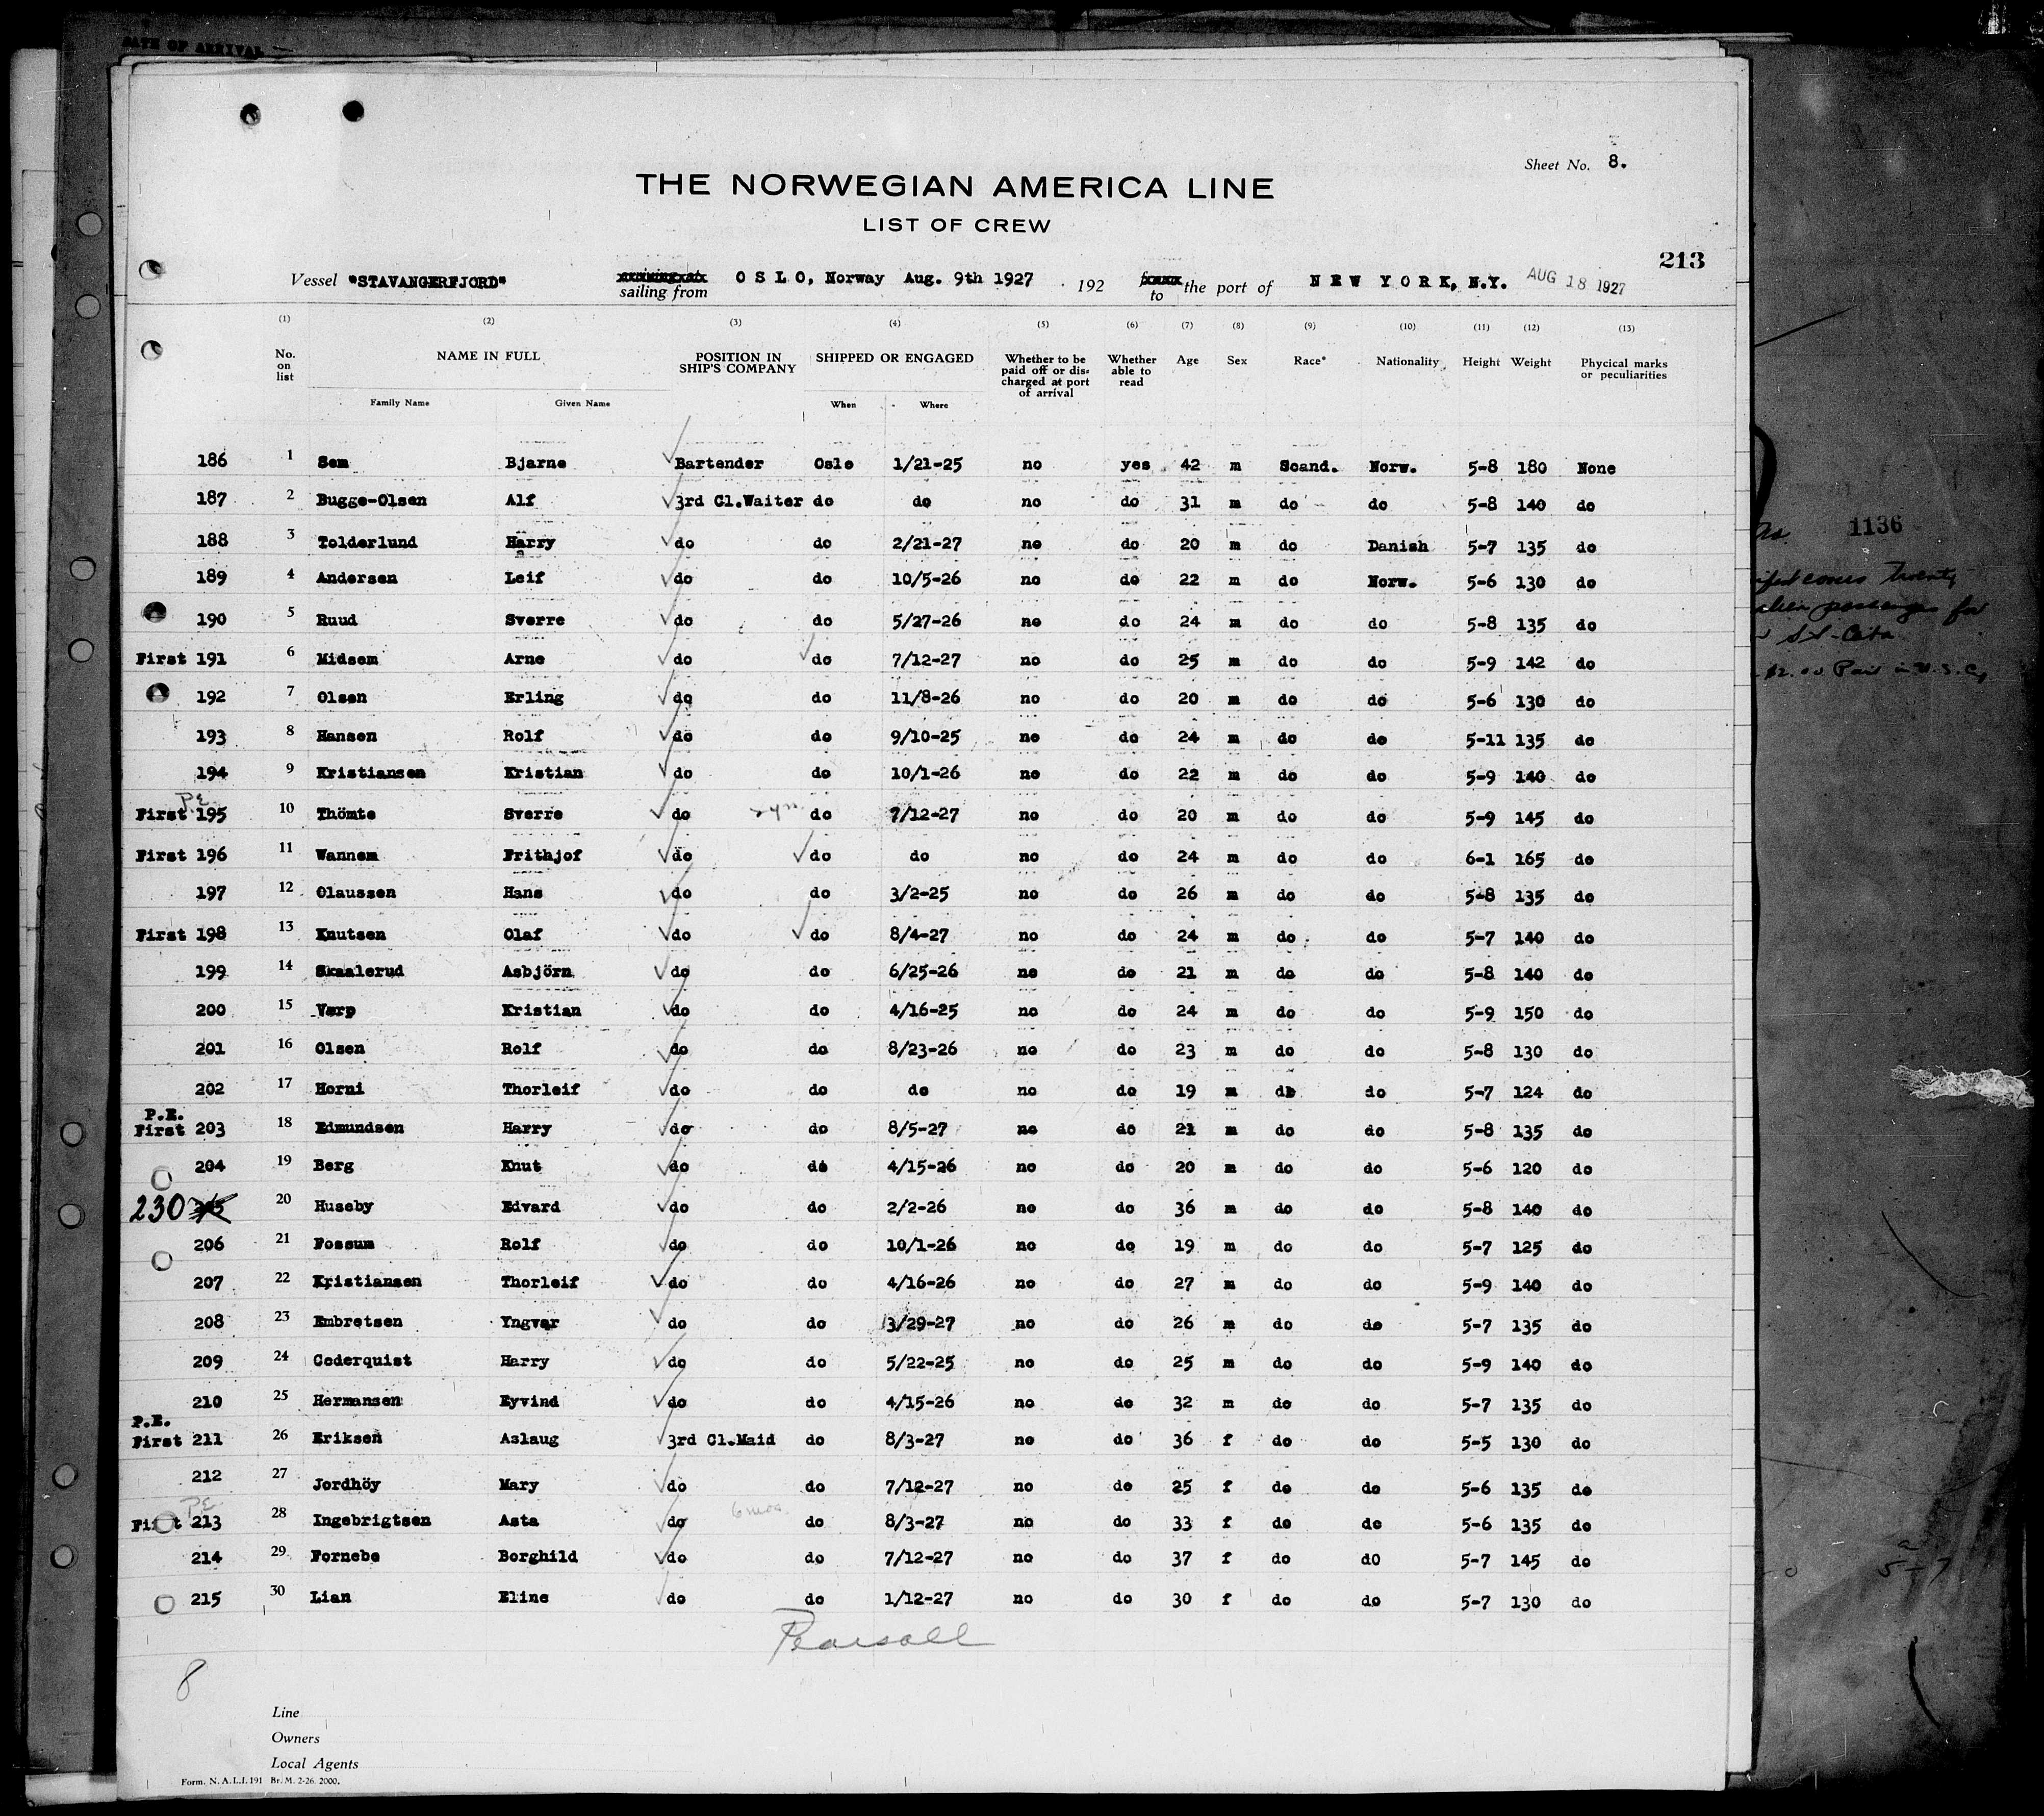 DATE OF ARRIVAL
Sheet No. 8.
THE NORWEGIAN AMERICA LINE
LIST OF CREW
213
Vessel "STAVANGERFJORD" sailing from O S L O, Norway Aug. 9th 1927 192 to the port of N E W Y O R K, N.Y. AUG 18 1927
(1) (2) (3) (4) (5) (6) (7) (8) (9) (10) (11) (12) (13)
No. on list NAME IN FULL POSITION IN SHIP'S COMPANY SHIPPED OR ENGAGED Whether to be paid off or discharged at port of arrival Whether able to read Age Sex Race* Nationality Height Weight Phycical marks or peculiarities
Family Name Given Name When Where
186 1 Sem Bjarne Bartender Oslo 1/21-25 no yes 42 m Scand. Norw. 5-8 180 None
187 2 Bugge-Olsen Alf 3rd Cl.Waiter do do no do 31 m do do 5-8 140 do
188 3 Tolderlund Harry do do 2/21-27 no do 20 m do Danish 5-7 135 do
189 4 Andersen Leif do do 10/5-26 no do 22 m do Norw. 5-6 130 do
190 5 Ruud Sverre do do 5/27-26 no do 24 m do do 5-8 135 do
First 191 6 Midsem Arne do do 7/12-27 no do 25 m do do 5-9 142 do
192 7 Olsen Erling do do 11/8-26 no do 20 m do do 5-6 130 do
193 8 Hansen Rolf do do 9/10-25 no do 24 m do do 5-11 135 do
194 9 Kristiansen Kristian do do 10/1-26 no do 22 m do do 5-9 140 do
P.E.
First 195 10 Thömte Sverre do do 7/12-27 no do 20 m do do 5-9 145 do
First 196 11 Wannem Frithjof do do do no do 24 m do do 6-1 165 do
197 12 Olaussen Hans do do 3/2-25 no do 26 m do do 5-8 135 do
First 198 13 Knutsen Olaf do do 8/4-27 no do 24 m do do 5-7 140 do
199 14 Skaalerud Asbjörn do do 6/25-26 no do 21 m do do 5-8 140 do
200 15 Varp Kristian do do 4/16-25 no do 24 m do do 5-9 150 do
201 16 Olsen Rolf do do 8/23-26 no do 23 m do do 5-8 130 do
202 17 Horni Thorleif do do do no do 19 m do do 5-7 124 do
P.E.
First 203 18 Edmundsen Harry do do 8/5-27 no do 21 m do do 5-8 135 do
204 19 Berg Knut do do 4/15-26 no do 20 m do do 5-6 120 do
230 205 20 Huseby Edvard do do 2/2-26 no do 36 m do do 5-8 140 do
206 21 Fossum Rolf do do 10/1-26 no do 19 m do do 5-7 125 do
207 22 Kristiansen Thorleif do do 4/16-26 no do 27 m do do 5-9 140 do
208 23 Embretsen Yngvar do do 3/29-27 no do 26 m do do 5-7 135 do
209 24 Cederquist Harry do do 5/22-25 no do 25 m do do 5-9 140 do
210 25 Hermansen Eyvind do do 4/15-26 no do 32 m do do 5-7 135 do
P.E.
First 211 26 Eriksen Aslaug 3rd Cl.Maid do 8/3-27 no do 36 f do do 5-5 130 do
212 27 Jordhöy Mary do do 7/12-27 no do 25 f do do 5-6 135 do
P.E.
First 213 28 Ingebrigtsen Asta do 6 mos do 8/3-27 no do 33 f do do 5-6 135 do
214 29 Fornebe Borghild do do 7/12-27 no do 37 f do do 5-7 145 do
215 30 Lian Eline do do 1/12-27 no do 30 f do do 5-7 130 do
Pearsall
8
Line
Owners
Local Agents
Form. N. A. L. I. 191 Br. M. 2-26. 2000.
1136